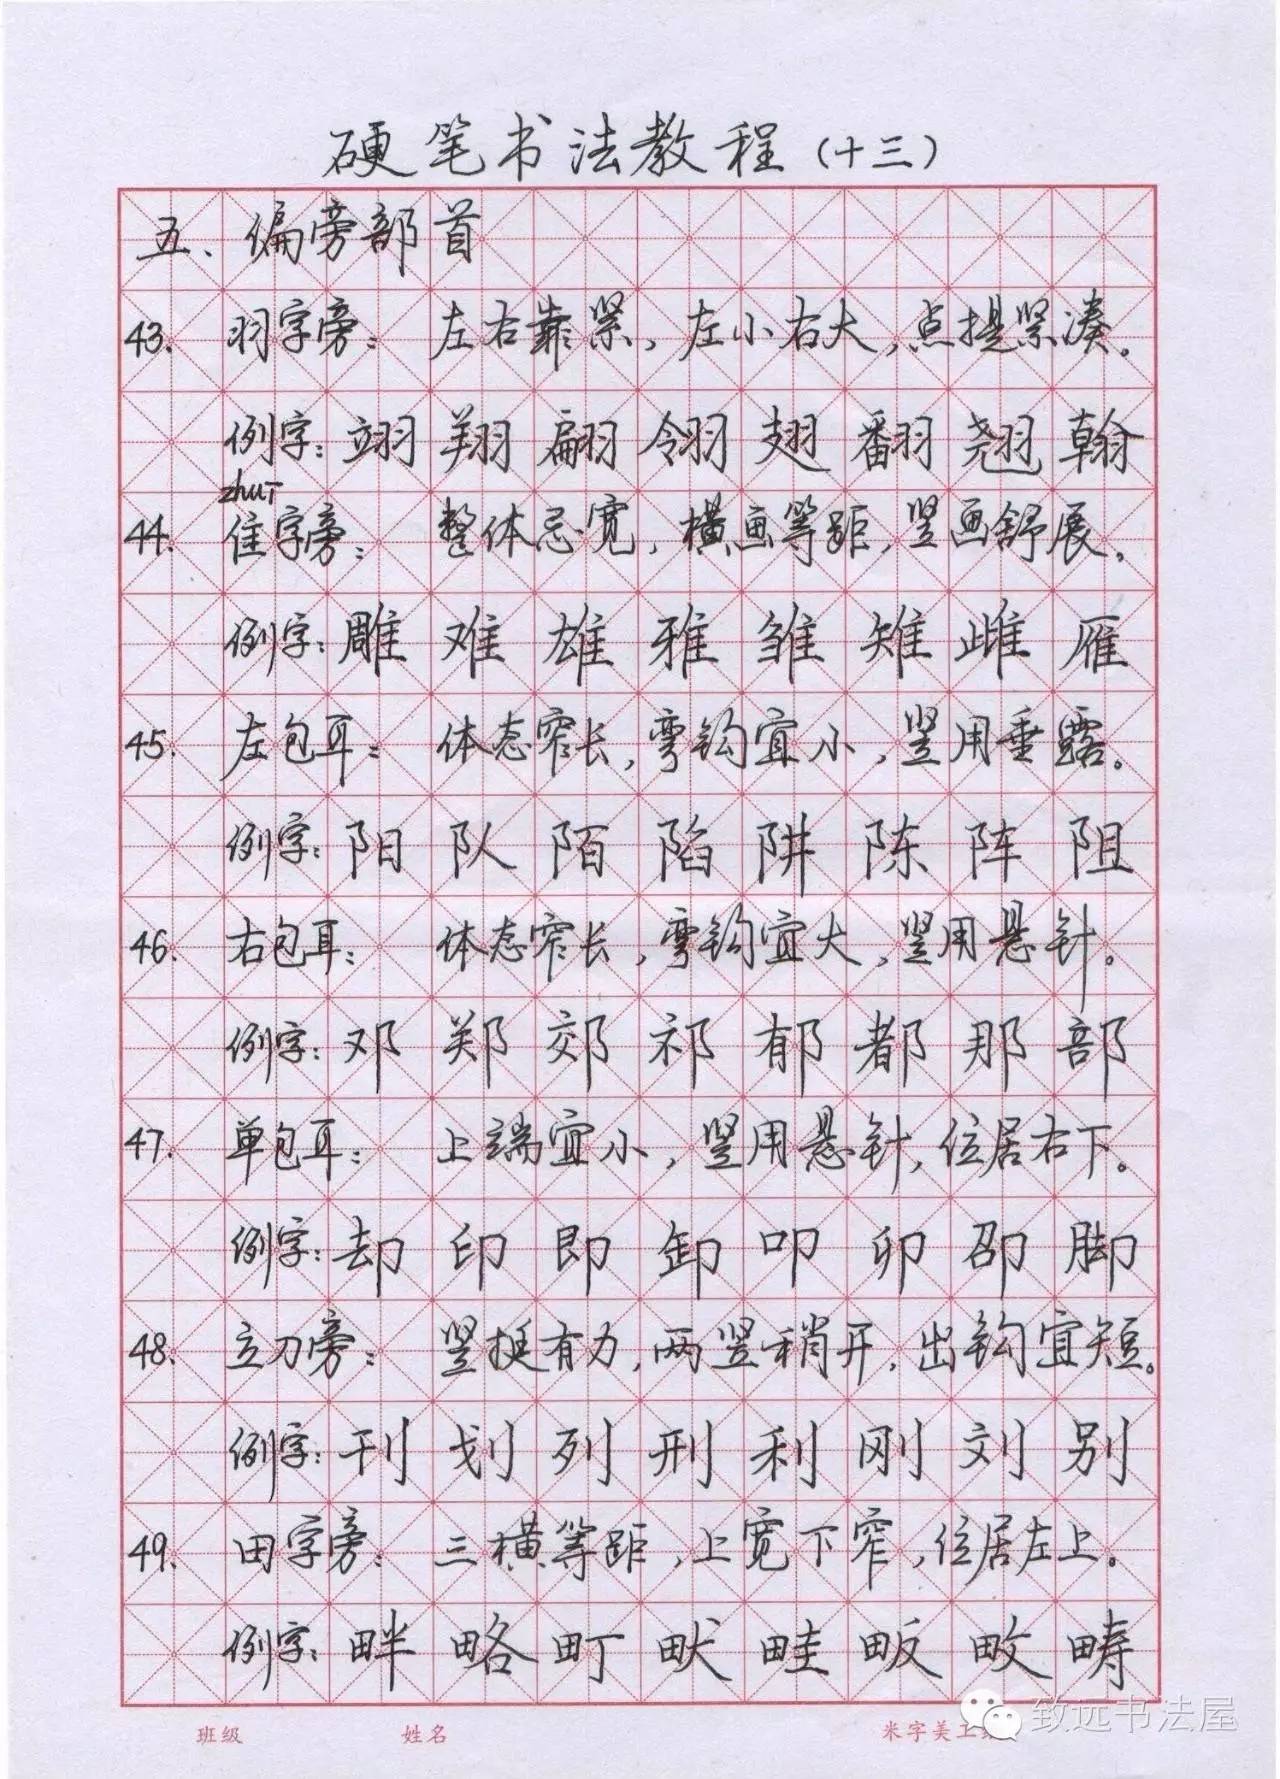 硬笔书法教程(十三)
五、偏旁部首
43. 羽字旁: 左右靠紧,左小右大,点提紧凑。
例字:翊 翔 翩 翎 翅 翻 翘 翰
zhuī
44. 隹字旁: 整体忌宽,横画等距,竖画舒展。
例字:雕 难 雄 雅 雏 雉 雌 雁
45. 左包耳: 体态窄长,弯钩宜小,竖用垂露。
例字:阳 队 陌 陷 阱 陈 阵 阻
46. 右包耳: 体态窄长,弯钩宜大,竖用悬针。
例字:邓 郑 郊 祁 郁 都 那 部
47. 单包耳: 上端宜小,竖用悬针,位居右下。
例字:却 印 即 卸 叩 卯 卲 脚
48. 立刀旁: 竖挺有力,两竖稍开,出钩宜短。
例字:刊 划 列 刑 利 刚 刘 别
49. 田字旁: 三横等距,上宽下窄,位居左上。
例字:畔 略 町 畎 畦 畈 畋 畴
班级 姓名 米字美工
致远书法屋